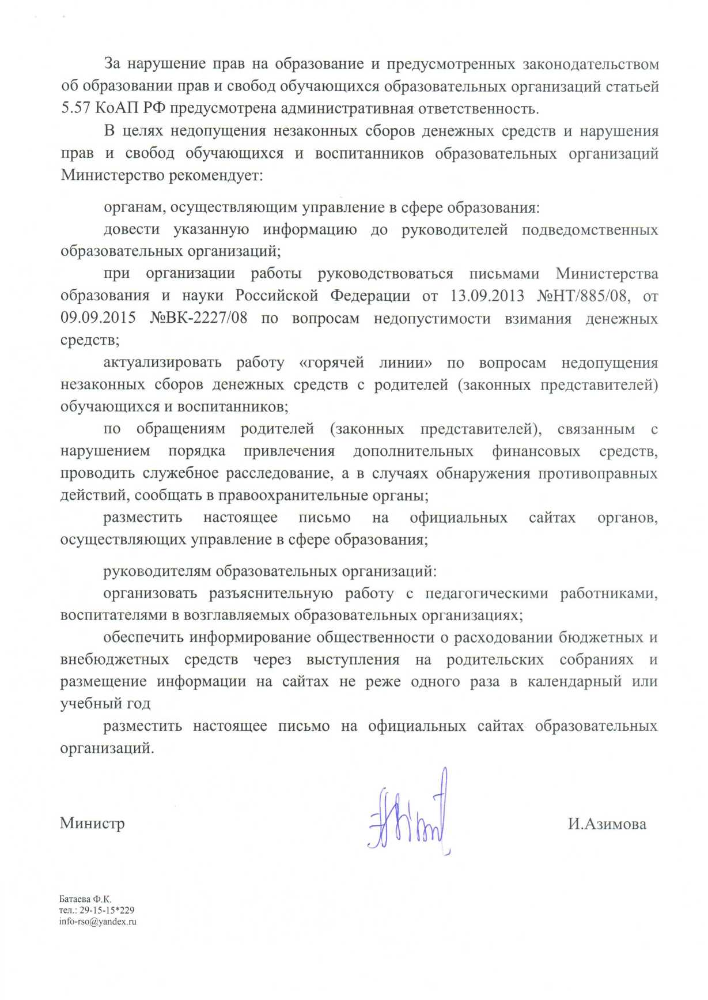 За нарушение прав на образование и предусмотренных законодательством
об образовании прав и свобод обучающихся образовательных организаций статьей
5.57 КоАП РФ предусмотрена административная ответственность.
В целях недопущения незаконных сборов денежных средств и нарушения
прав и свобод обучающихся и воспитанников образовательных организаций
Министерство рекомендует:
органам, осуществляющим управление в сфере образования:
довести указанную информацию до руководителей подведомственных
образовательных организаций;
при организации работы руководствоваться письмами Министерства
образования и науки Российской Федерации от 13.09.2013 №НТ/885/08, от
09.09.2015 №ВК-2227/08 по вопросам недопустимости взимания денежных
средств;
актуализировать работу «горячей линии» по вопросам недопущения
незаконных сборов денежных средств с родителей (законных представителей)
обучающихся и воспитанников;
по обращениям родителей (законных представителей), связанным с
нарушением порядка привлечения дополнительных финансовых средств,
проводить служебное расследование, а в случаях обнаружения противоправных
действий, сообщать в правоохранительные органы;
разместить настоящее письмо на официальных сайтах органов,
осуществляющих управление в сфере образования;
руководителям образовательных организаций:
организовать разъяснительную работу с педагогическими работниками,
воспитателями в возглавляемых образовательных организациях;
обеспечить информирование общественности о расходовании бюджетных и
внебюджетных средств через выступления на родительских собраниях и
размещение информации на сайтах не реже одного раза в календарный или
учебный год
разместить настоящее письмо на официальных сайтах образовательных
организаций.
Министр И.Азимова
Батаева Ф.К.
тел.: 29-15-15*229
info-rso@yandex.ru